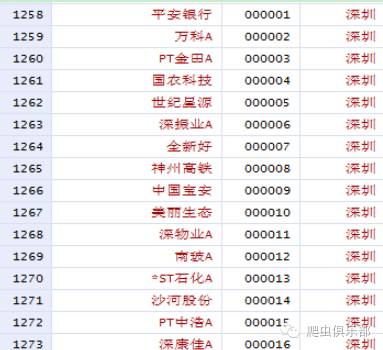 1258 平安银行 000001 深圳
1259 万科A 000002 深圳
1260 PT金田A 000003 深圳
1261 国农科技 000004 深圳
1262 世纪星源 000005 深圳
1263 深振业A 000006 深圳
1264 全新好 000007 深圳
1265 神州高铁 000008 深圳
1266 中国宝安 000009 深圳
1267 美丽生态 000010 深圳
1268 深物业A 000011 深圳
1269 南玻A 000012 深圳
1270 *ST石化A 000013 深圳
1271 沙河股份 000014 深圳
1272 PT中浩A 000015 深圳
1273 深康佳A 000016 深圳
爬虫俱乐部